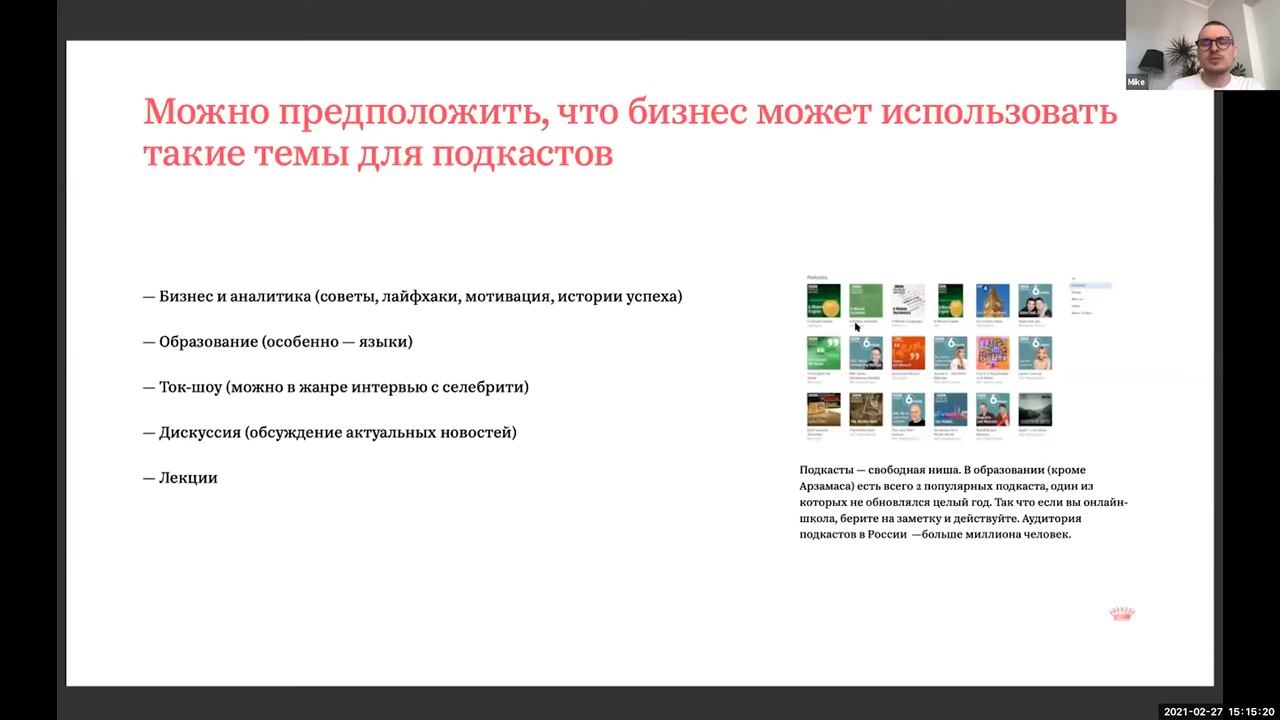 Mike
Можно предположить, что бизнес может использовать
такие темы для подкастов
— Бизнес и аналитика (советы, лайфхаки, мотивация, истории успеха)
— Образование (особенно — языки)
— Ток-шоу (можнов жанре интервью с селебрити)
— Дискуссия (обсуждение актуальных новостей)
— Лекции
Podcasts
Подкасты — свободная ниша. В образовании (кроме
Арзамаса) есть всего 2 популярных подкаста, один из
которых не обновлялся целый год. Так что если вы онлайн-
школа, берите на заметку и действуйте. Аудитория
подкастов в России —больше миллиона человек.
2021-02-27 15:15:20